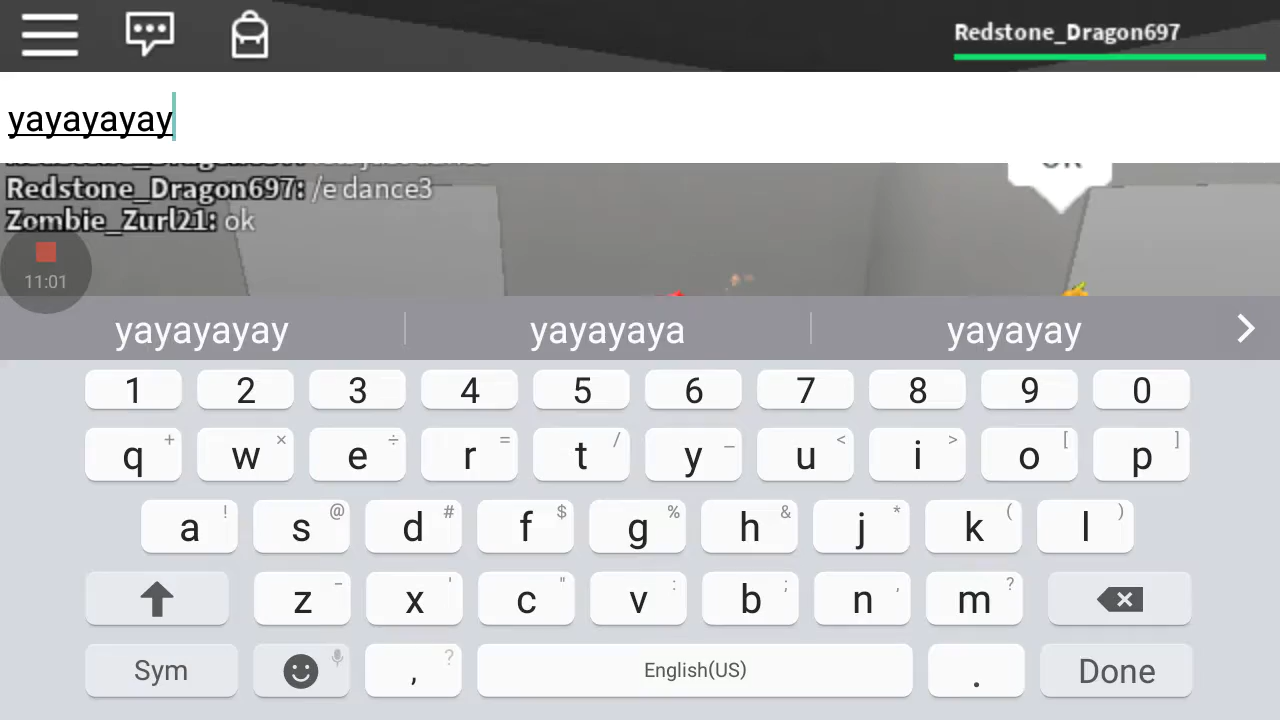 Redstone_Dragon697
yayayayay
Redstone_Dragon697: /e dance3
Zombie_Zurl21: ok
11:01
yayayayay yayayaya yayayay
1 2 3 4 5 6 7 8 9 0
q + w × e ÷ r = t / y _ u < i > o [ p ]
a ! s @ d # f $ g % h & j * k ( l )
z - x ' c " v : b ; n , m ?
Sym , ? English(US) . Done